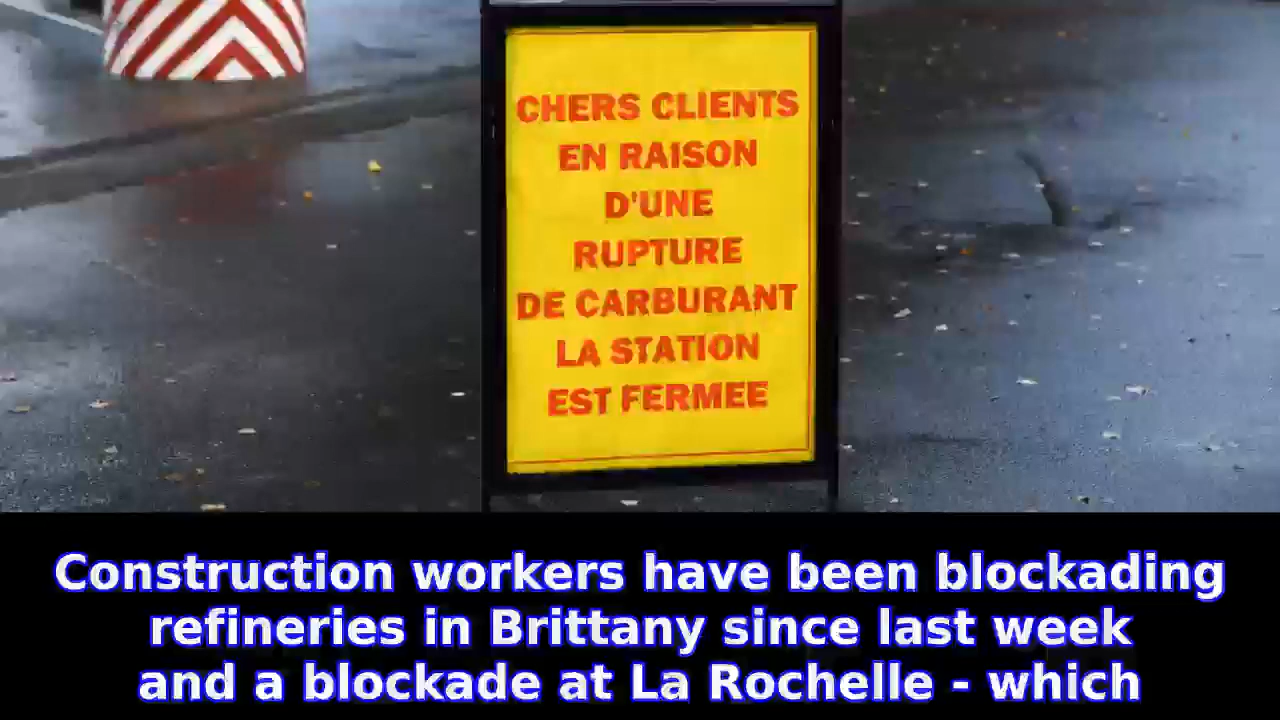 CHERS CLIENTS
EN RAISON
D'UNE
RUPTURE
DE CARBURANT
LA STATION
EST FERMEE
Construction workers have been blockading
refineries in Brittany since last week
and a blockade at La Rochelle - which